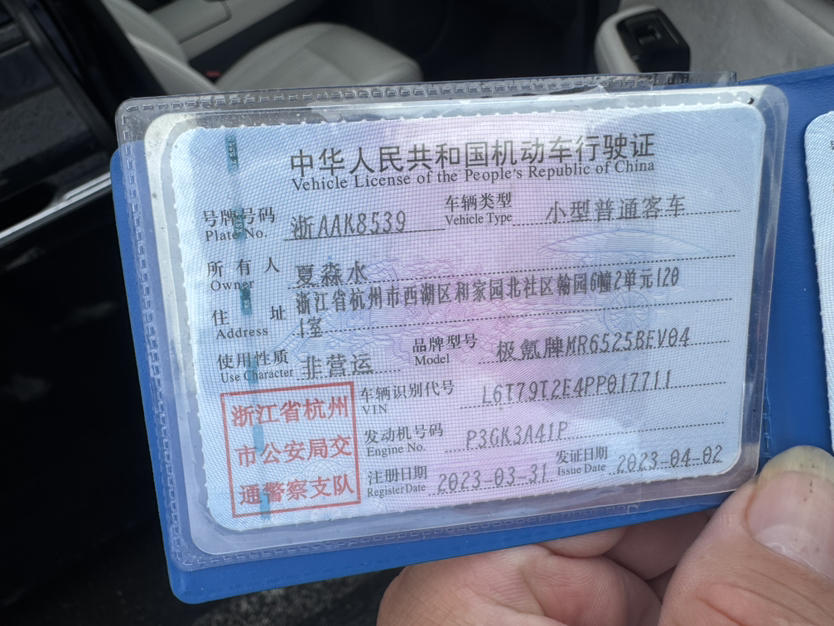 中华人民共和国机动车行驶证
Vehicle License of the People's Republic of China
号牌号码 浙AAK8539 车辆类型 小型普通客车
Plate No. Vehicle Type
所有人 夏淼水
Owner
住址 浙江省杭州市西湖区和家园北社区翰园6幢2单元120
Address 1室
使用性质 非营运 品牌型号 极氪牌MR6525BEV04
Use Character Model
浙江省杭州
市公安局交
通警察支队
车辆识别代号 L6T79T2E4PP017711
VIN
发动机号码 P3GK3A41P
Engine No.
注册日期 2023-03-31 发证日期 2023-04-02
Register Date Issue Date